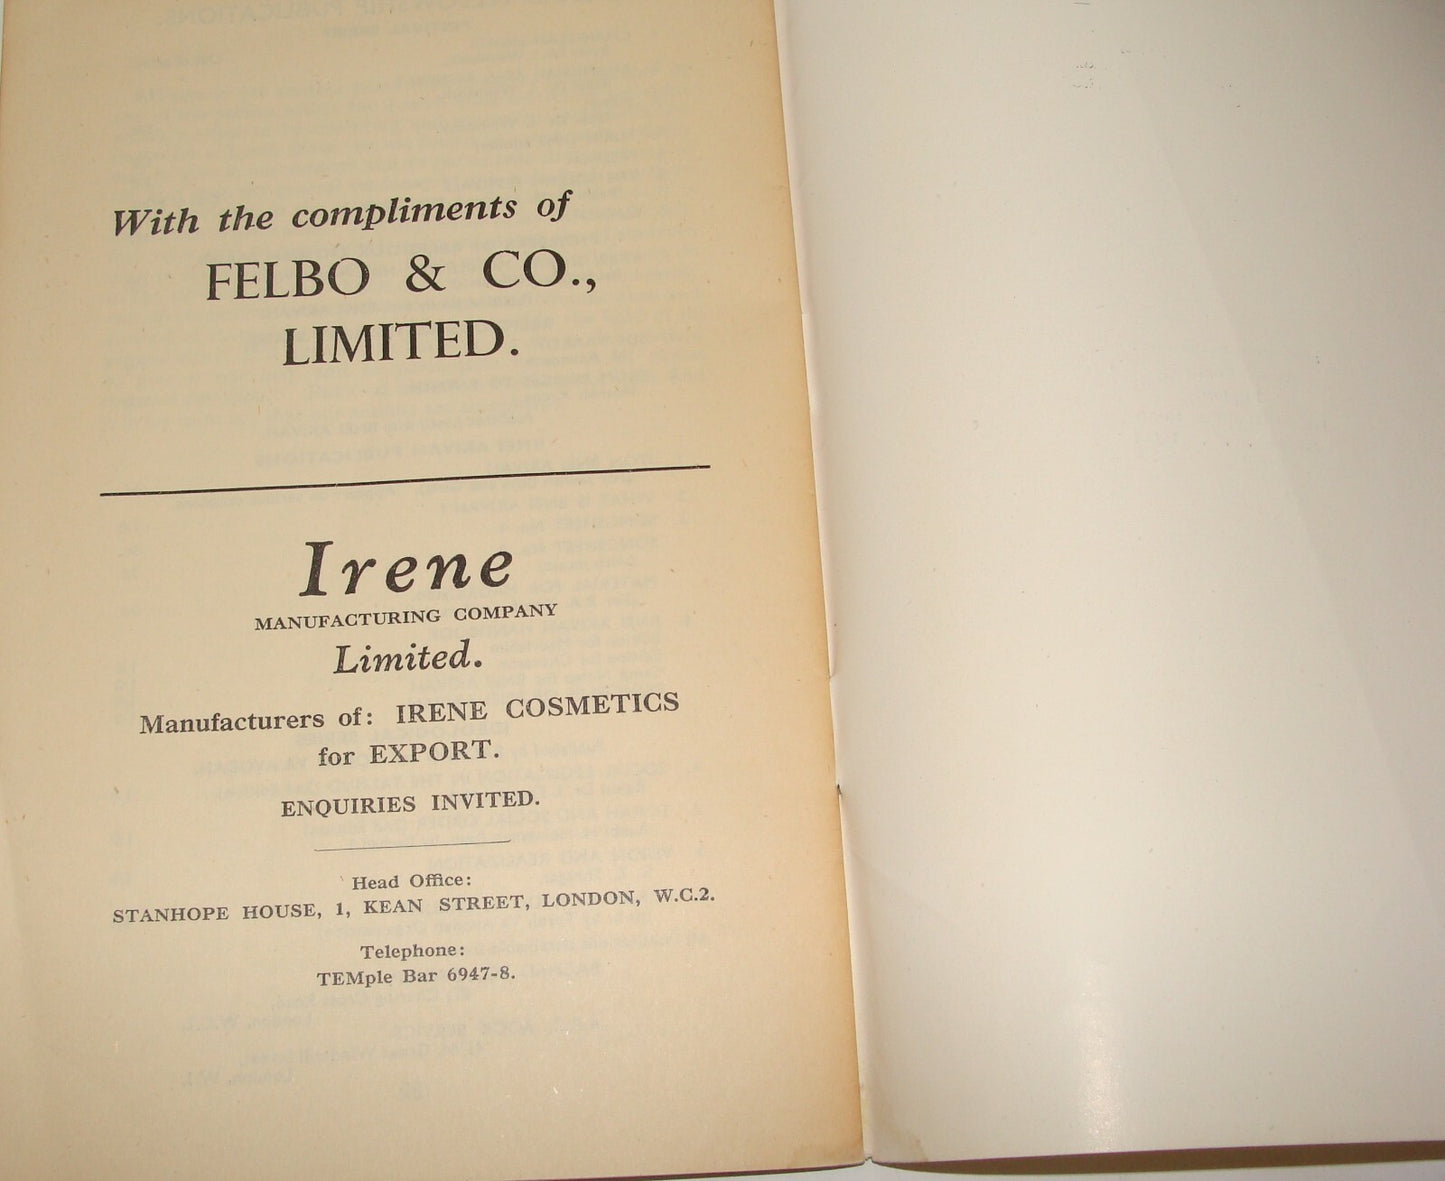 With the compliments of
FELBO & CO.,
LIMITED.
Irene
MANUFACTURING COMPANY
Limited.
Manufacturers of: IRENE COSMETICS
for EXPORT.
ENQUIRIES INVITED.
Head Office:
STANHOPE HOUSE, 1, KEAN STREET, LONDON, W.C.2.
Telephone:
TEMple Bar 6947-8.